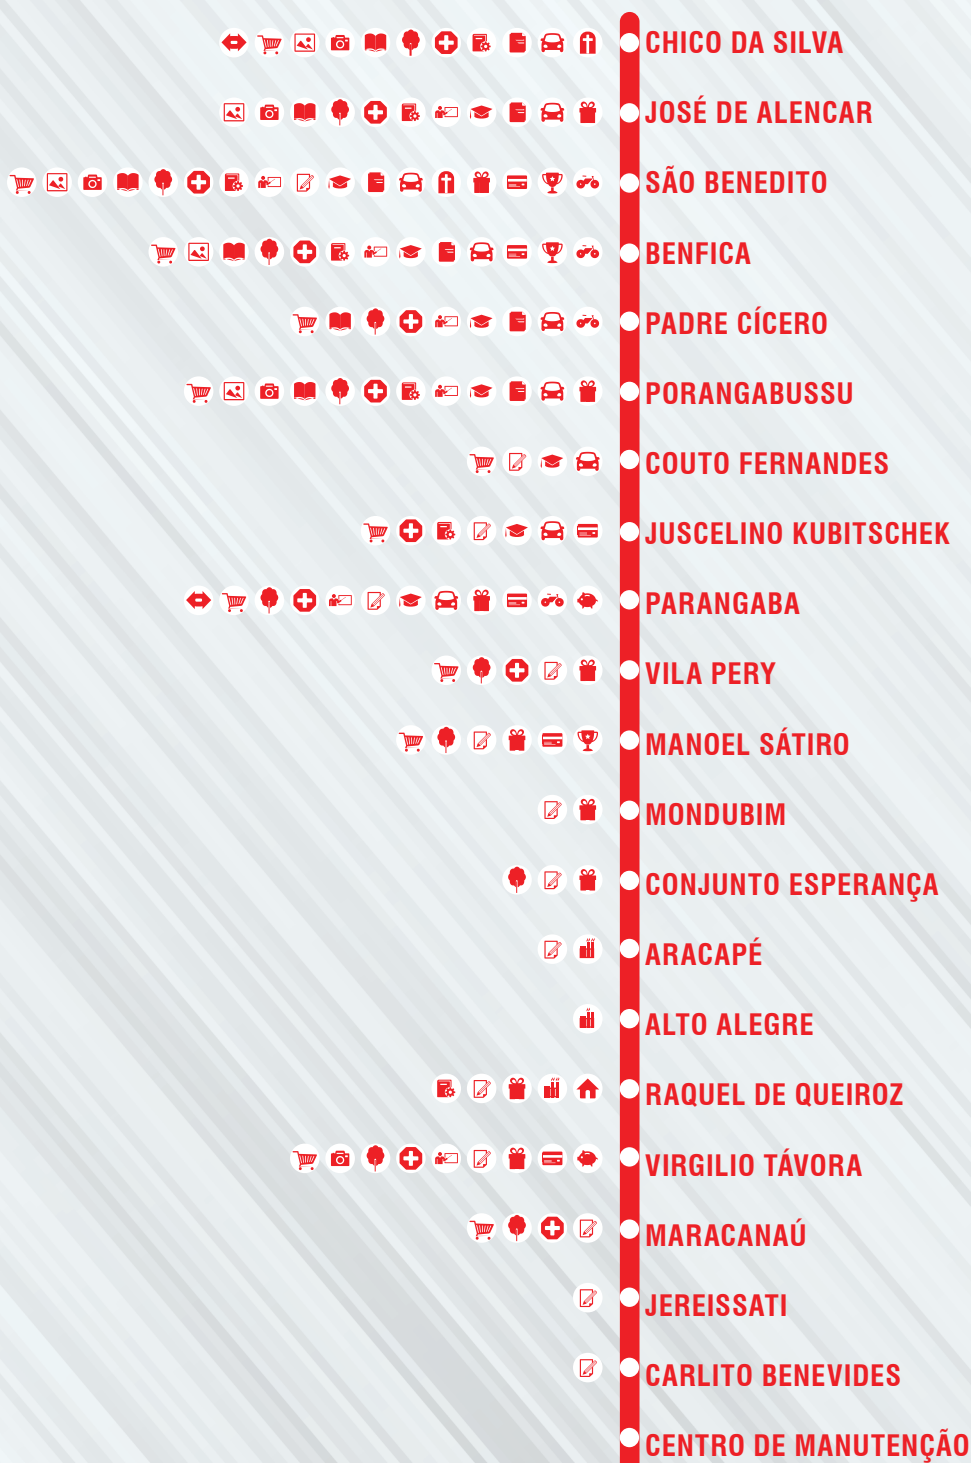 CHICO DA SILVA
JOSÉ DE ALENCAR
SÃO BENEDITO
BENFICA
PADRE CÍCERO
PORANGABUSSU
COUTO FERNANDES
JUSCELINO KUBITSCHEK
PARANGABA
VILA PERY
MANOEL SÁTIRO
MONDUBIM
CONJUNTO ESPERANÇA
ARACAPÉ
ALTO ALEGRE
RAQUEL DE QUEIROZ
VIRGILIO TÁVORA
MARACANAÚ
JEREISSATI
CARLITO BENEVIDES
CENTRO DE MANUTENÇÃO